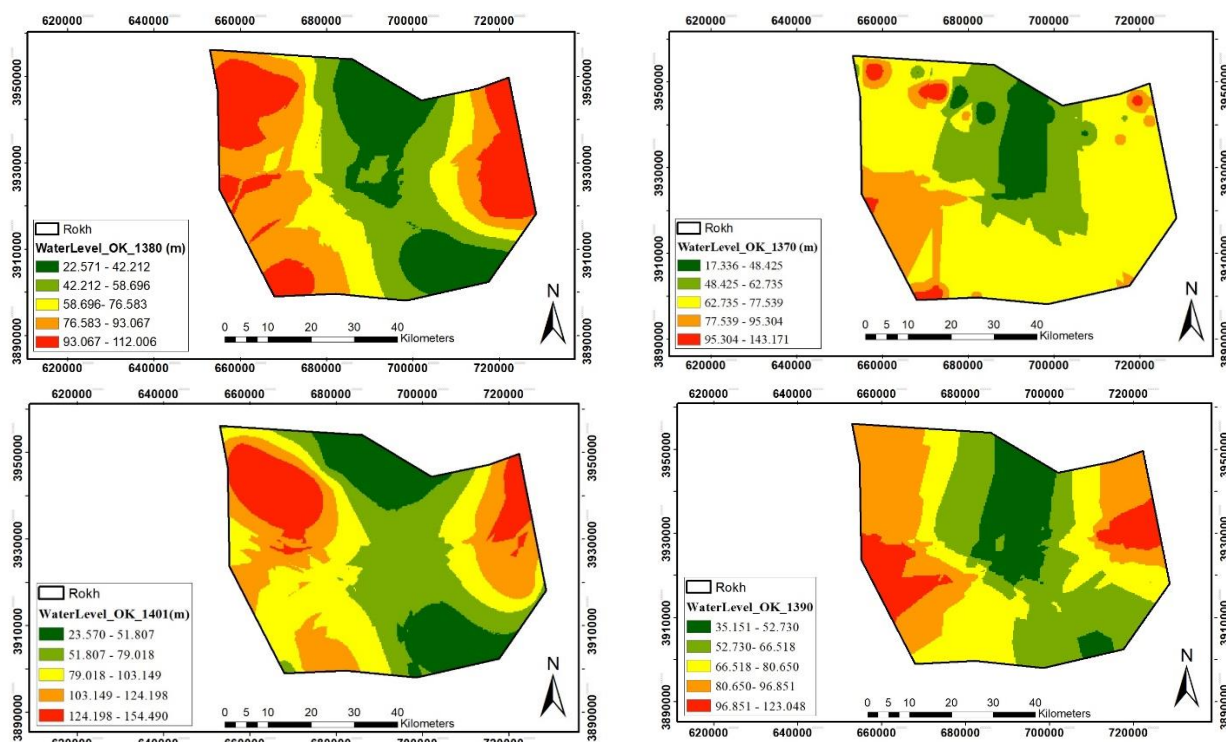 620000 640000 660000 680000 700000 720000
3950000
3930000
3910000
3890000
Rokh
WaterLevel_OK_1380 (m)
22.571 - 42.212
42.212 - 58.696
58.696- 76.583
76.583 - 93.067
93.067 - 112.006
N
0 5 10 20 30 40
Kilometers
620000 640000 660000 680000 700000 720000
620000 640000 660000 680000 700000 720000
3950000
3930000
3910000
3890000
Rokh
WaterLevel_OK_1370 (m)
17.336 - 48.425
48.425 - 62.735
62.735 - 77.539
77.539 - 95.304
95.304 - 143.171
N
0 5 10 20 30 40
Kilometers
620000 640000 660000 680000 700000 720000
3950000
3930000
3910000
3890000
Rokh
WaterLevel_OK_1401(m)
23.570 - 51.807
51.807 - 79.018
79.018 - 103.149
103.149 - 124.198
124.198 - 154.490
N
0 5 10 20 30 40
Kilometers
620000 640000 660000 680000 700000 720000
3950000
3930000
3910000
3890000
Rokh
WaterLevel_OK_1390
35.151 - 52.730
52.730 - 66.518
66.518 - 80.650
80.650- 96.851
96.851 - 123.048
N
0 5 10 20 30 40
Kilometers
620000 640000 660000 680000 700000 720000